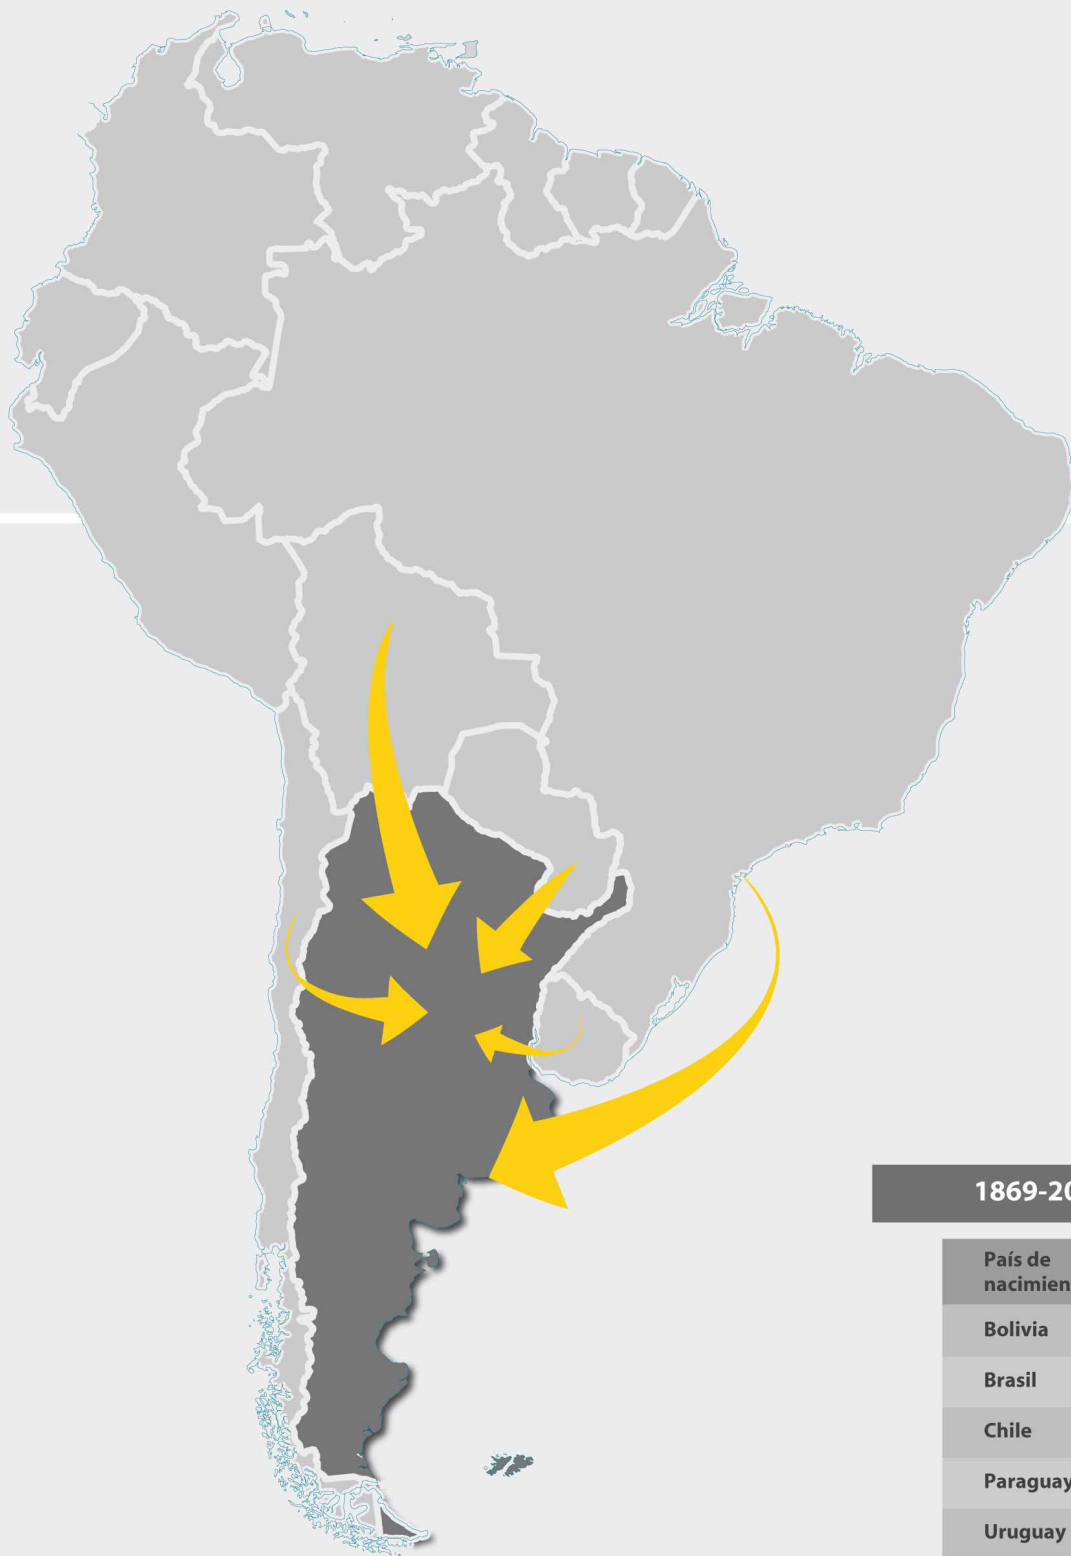 1869-20
País de
nacimien
Bolivia
Brasil
Chile
Paraguay
Uruguay